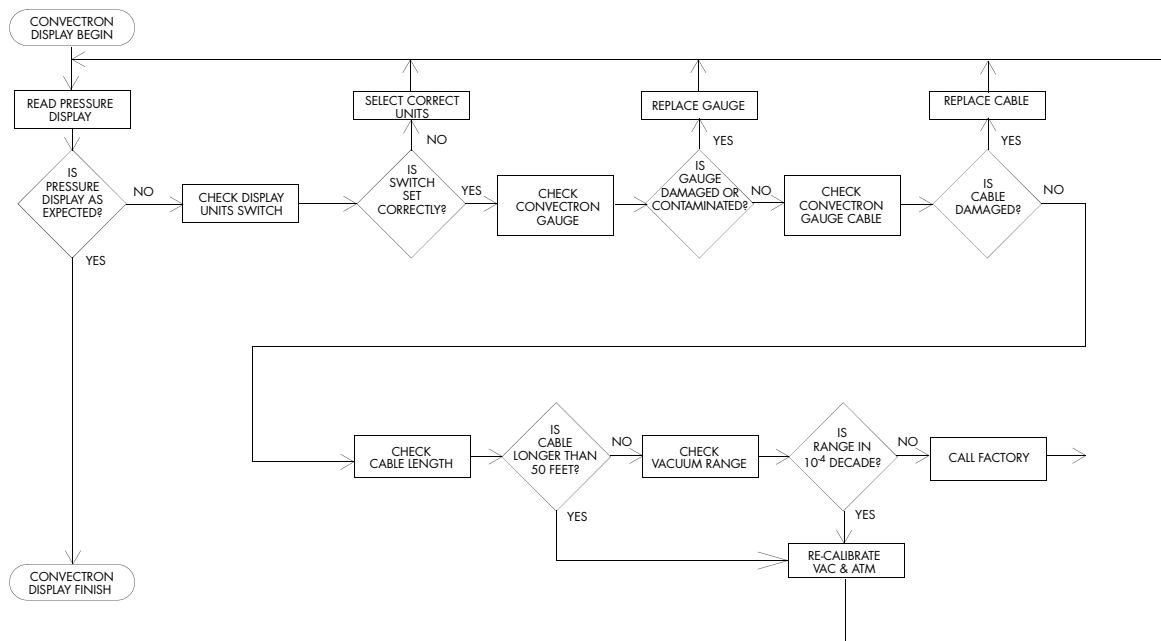 CONVECTRON
DISPLAY BEGIN
READ PRESSURE
DISPLAY
SELECT CORRECT
UNITS
REPLACE GAUGE
REPLACE CABLE
NO
YES
YES
IS
PRESSURE
DISPLAY AS
EXPECTED?
NO
CHECK DISPLAY
UNITS SWITCH
IS
SWITCH
SET
CORRECTLY?
YES
CHECK
CONVECTRON
GAUGE
IS
GAUGE
DAMAGED OR
CONTAMINATED?
NO
CHECK
CONVECTRON
GAUGE CABLE
IS
CABLE
DAMAGED?
NO
YES
CHECK
CABLE LENGTH
IS
CABLE
LONGER THAN
50 FEET?
NO
CHECK
VACUUM RANGE
IS
RANGE IN
10⁻⁴ DECADE?
NO
CALL FACTORY
YES
YES
RE-CALIBRATE
VAC & ATM
CONVECTRON
DISPLAY FINISH